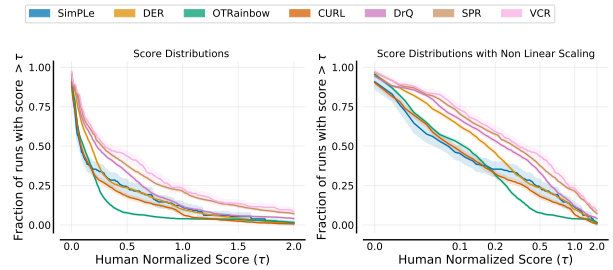 SimPLe DER OTRainbow CURL DrQ SPR VCR
Score Distributions
Fraction of runs with score > τ
1.00
0.75
0.50
0.25
0.00
0.0 0.5 1.0 1.5 2.0
Human Normalized Score (τ)
Score Distributions with Non Linear Scaling
Fraction of runs with score > τ
1.00
0.75
0.50
0.25
0.00
0.0 0.1 0.2 0.5 1.0 2.0
Human Normalized Score (τ)